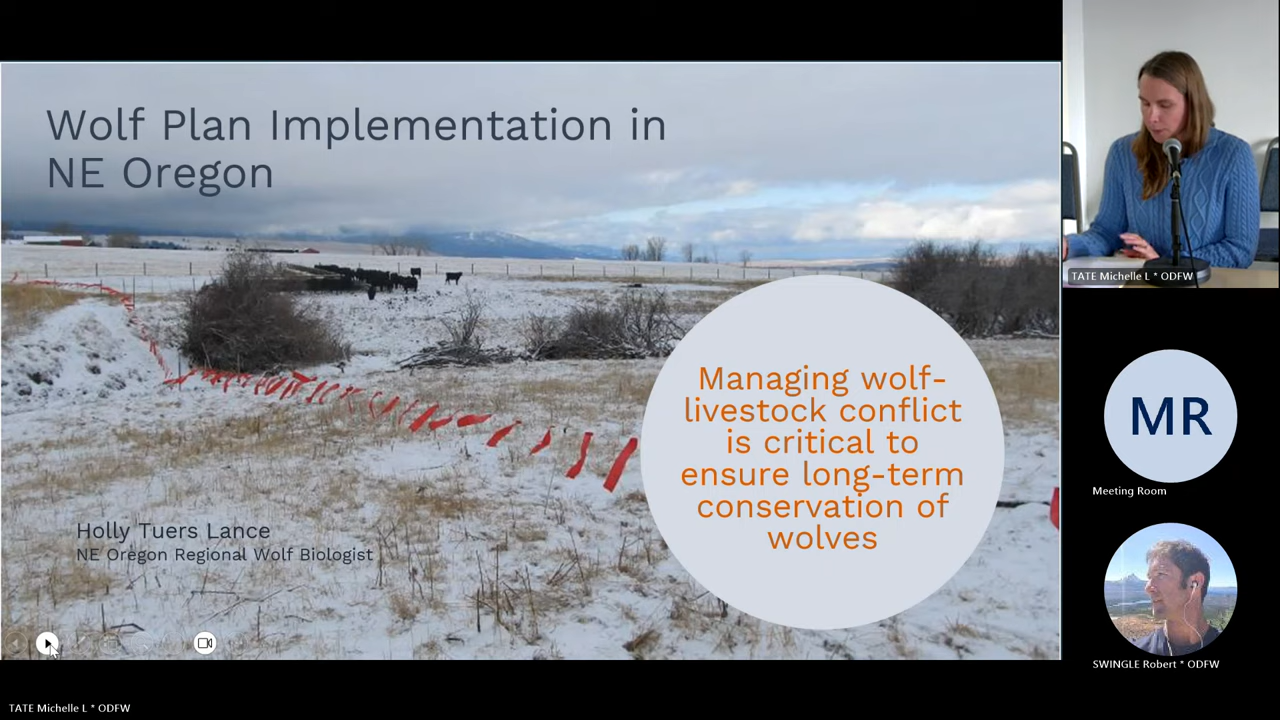 Wolf Plan Implementation in
NE Oregon
Managing wolf-
livestock conflict
is critical to
ensure long-term
conservation of
wolves
Holly Tuers Lance
NE Oregon Regional Wolf Biologist
TATE Michelle L * ODFW
MR
Meeting Room
SWINGLE Robert * ODFW
TATE Michelle L * ODFW